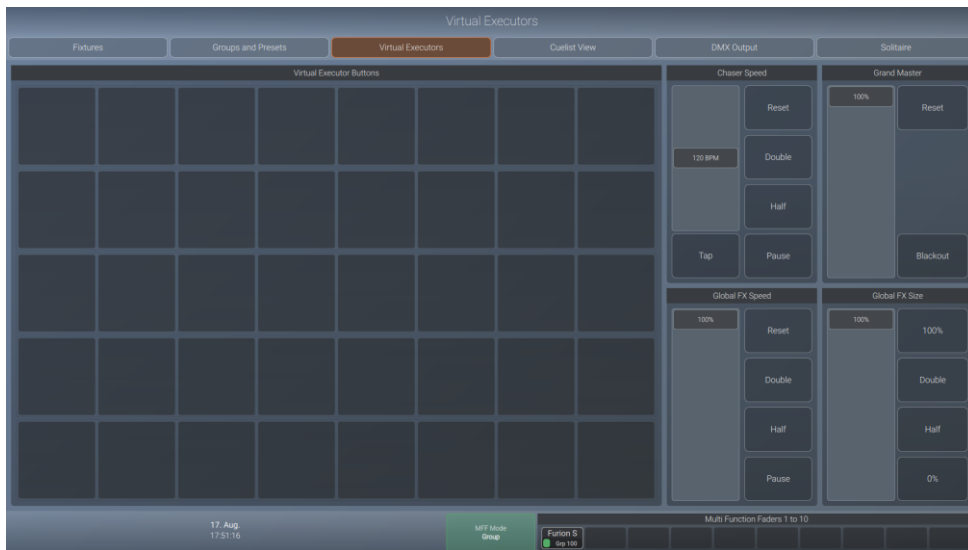 Virtual Executors
Fixtures
Groups and Presets
Virtual Executors
Cuelist View
DMX Output
Solitaire
Virtual Executor Buttons
Chaser Speed
Reset
120 BPM
Double
Half
Tap
Pause
Grand Master
100%
Reset
Blackout
Global FX Speed
100%
Reset
Double
Half
Pause
Global FX Size
100%
100%
Double
Half
0%
17. Aug.
17:51:16
MFF Mode
Group
Multi Function Faders 1 to 10
Furion S
Grp 100